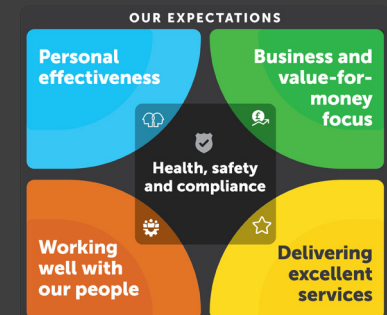 OUR EXPECTATIONS
Personal
effectiveness
Business and
value-for-
money
focus
Health, safety
and compliance
Working
well with
our people
Delivering
excellent
services